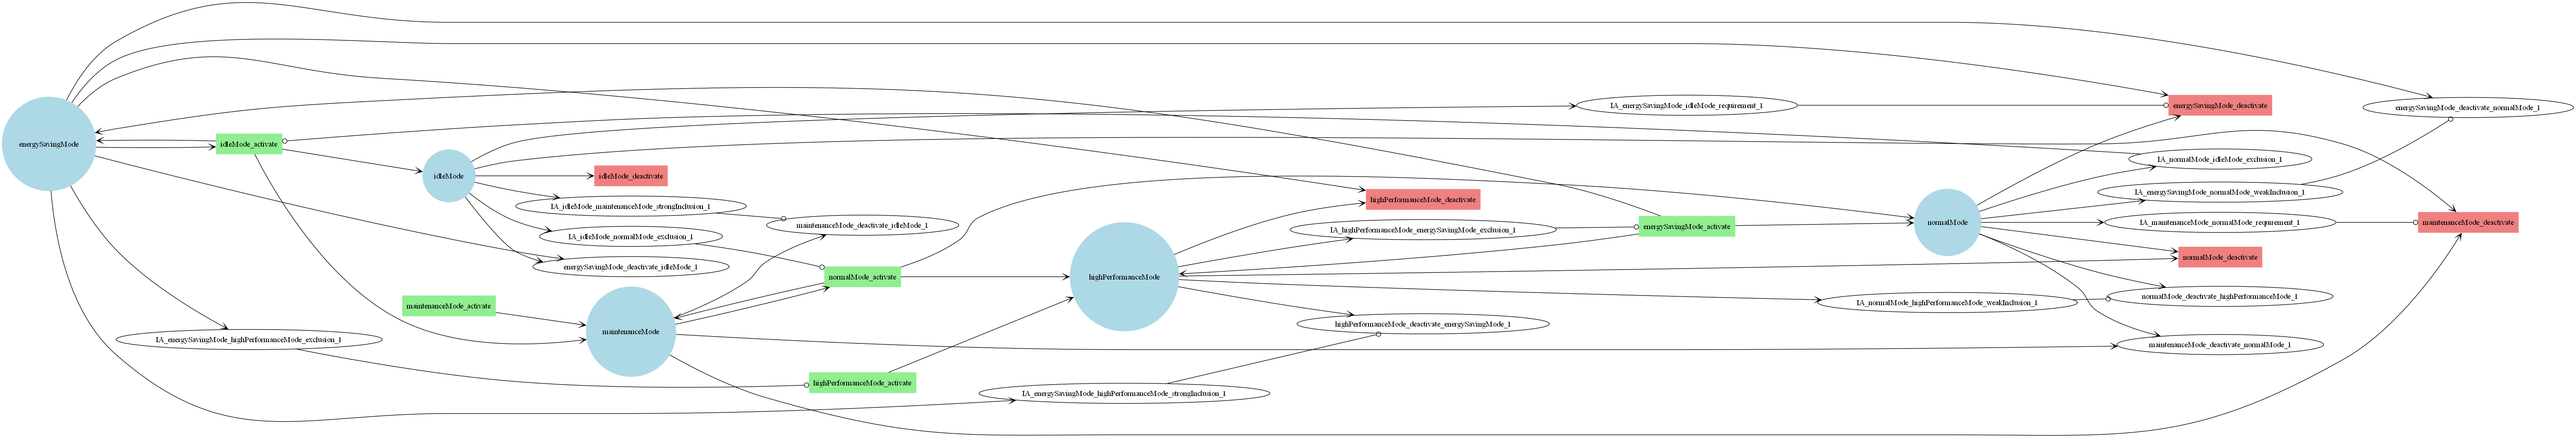 energySavingMode
idleMode_activate
idleMode
idleMode_deactivate
IA_idleMode_maintenanceMode_strongInclusion_1
IA_idleMode_normalMode_exclusion_1
energySavingMode_deactivate_idleMode_1
maintenanceMode_activate
maintenanceMode
IA_energySavingMode_highPerformanceMode_exclusion_1
maintenanceMode_deactivate_idleMode_1
normalMode_activate
highPerformanceMode_activate
highPerformanceMode
IA_energySavingMode_highPerformanceMode_strongInclusion_1
highPerformanceMode_deactivate
IA_highPerformanceMode_energySavingMode_exclusion_1
highPerformanceMode_deactivate_energySavingMode_1
IA_energySavingMode_idleMode_requirement_1
energySavingMode_activate
IA_normalMode_highPerformanceMode_weakInclusion_1
normalMode
energySavingMode_deactivate
IA_normalMode_idleMode_exclusion_1
IA_energySavingMode_normalMode_weakInclusion_1
IA_maintenanceMode_normalMode_requirement_1
normalMode_deactivate
normalMode_deactivate_highPerformanceMode_1
maintenanceMode_deactivate_normalMode_1
energySavingMode_deactivate_normalMode_1
maintenanceMode_deactivate